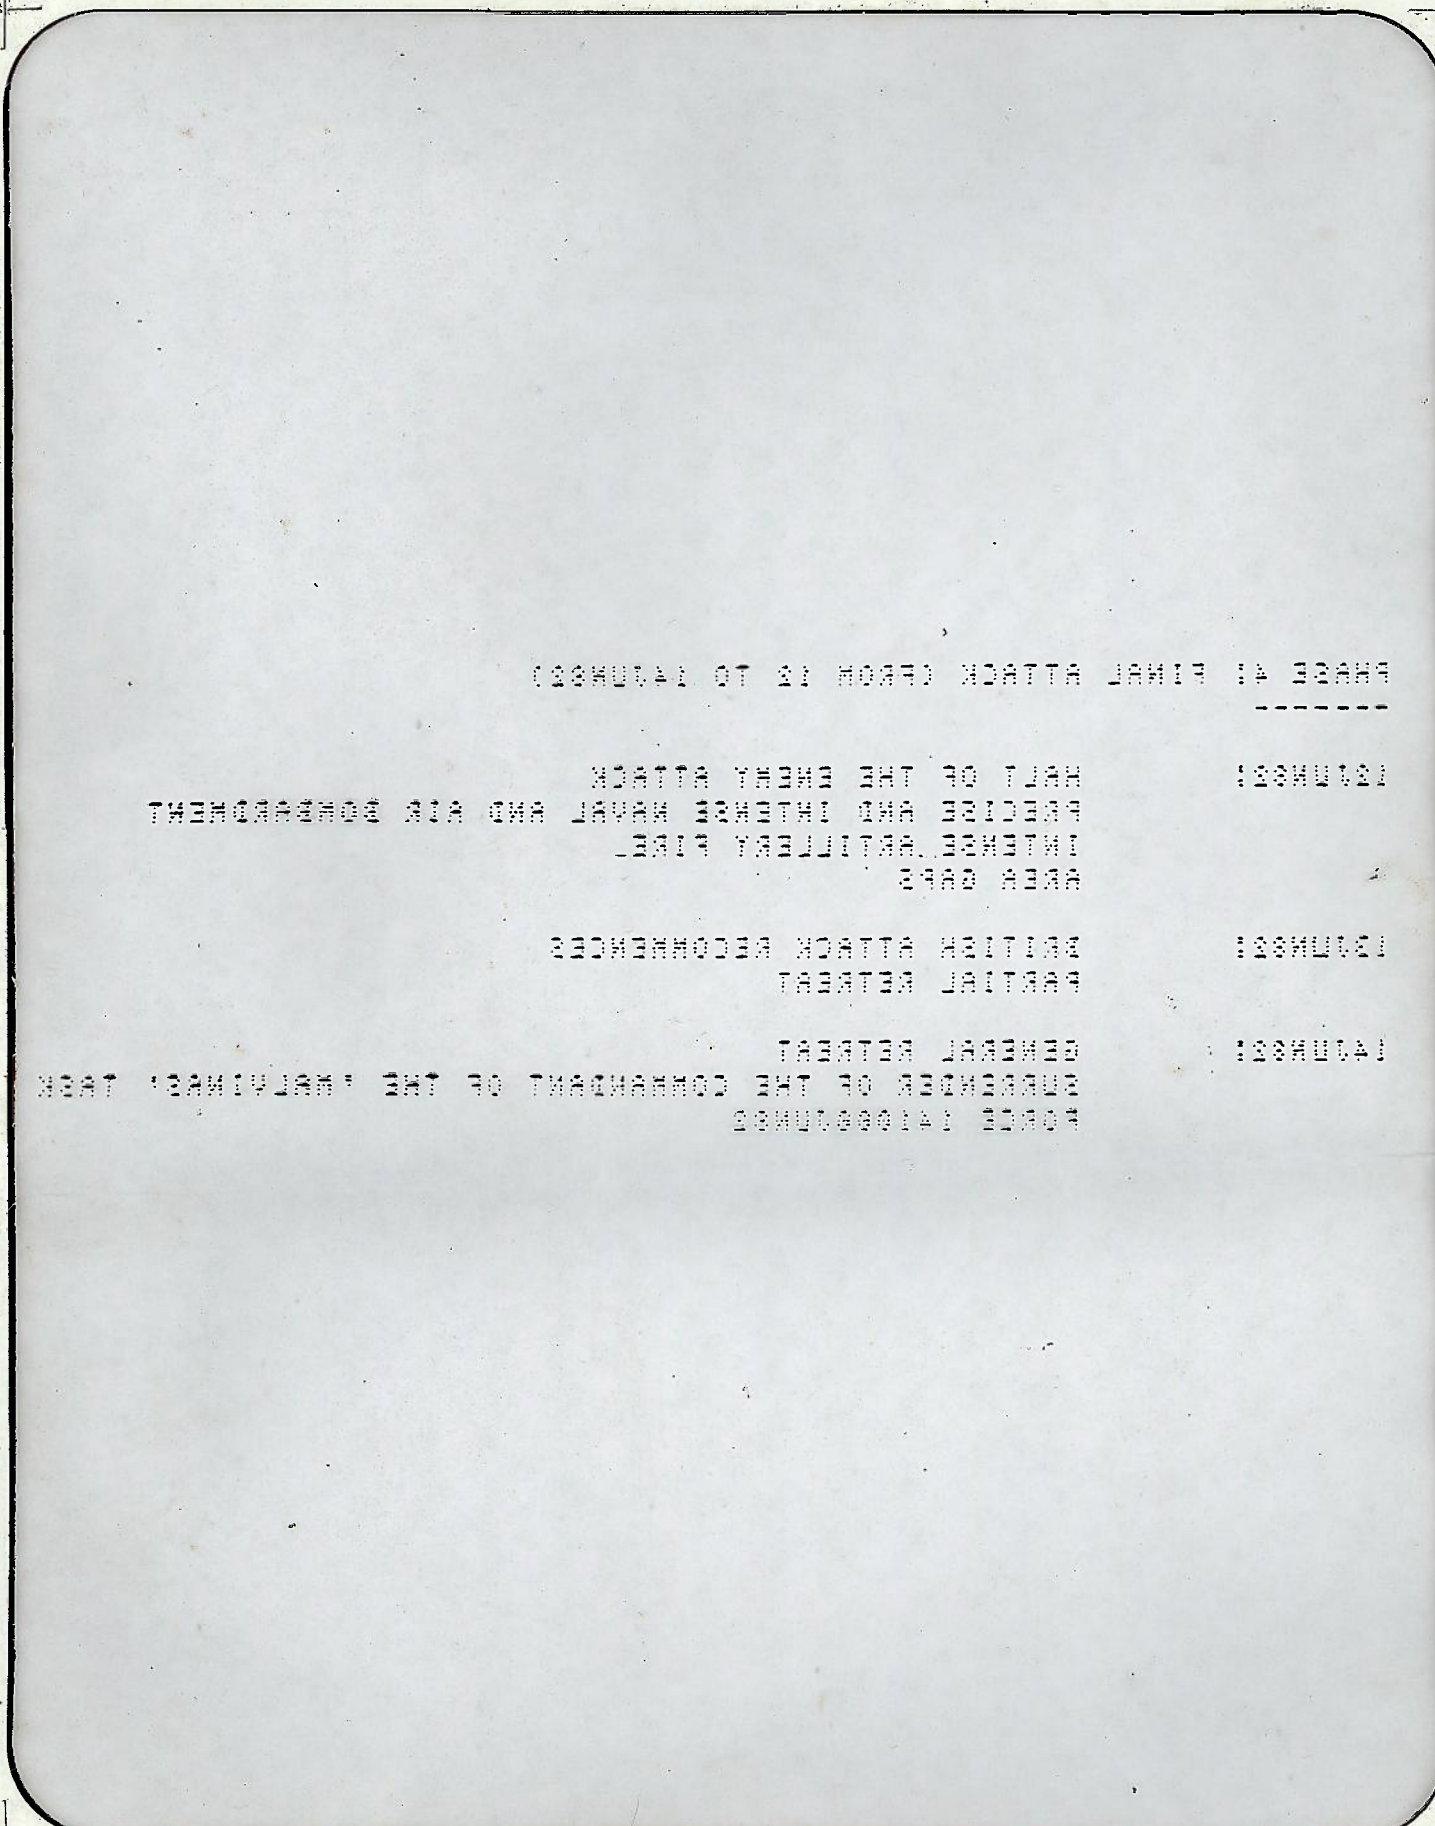 PHASE 4: FINAL ATTACK (FROM 12 TO 14JUN82)
-------
12JUN82: HALT OF THE ENEMY ATTACK
PRECISE AND INTENSE NAVAL AND AIR BOMBARDMENT
INTENSE ARTILLERY FIRE
AREA GAPS
13JUN82: BRITISH ATTACK RECOMMENCES
PARTIAL RETREAT
14JUN82: GENERAL RETREAT
SURRENDER OF THE COMMANDANT OF THE "MALVINAS" TASK
FORCE 141000JUN82